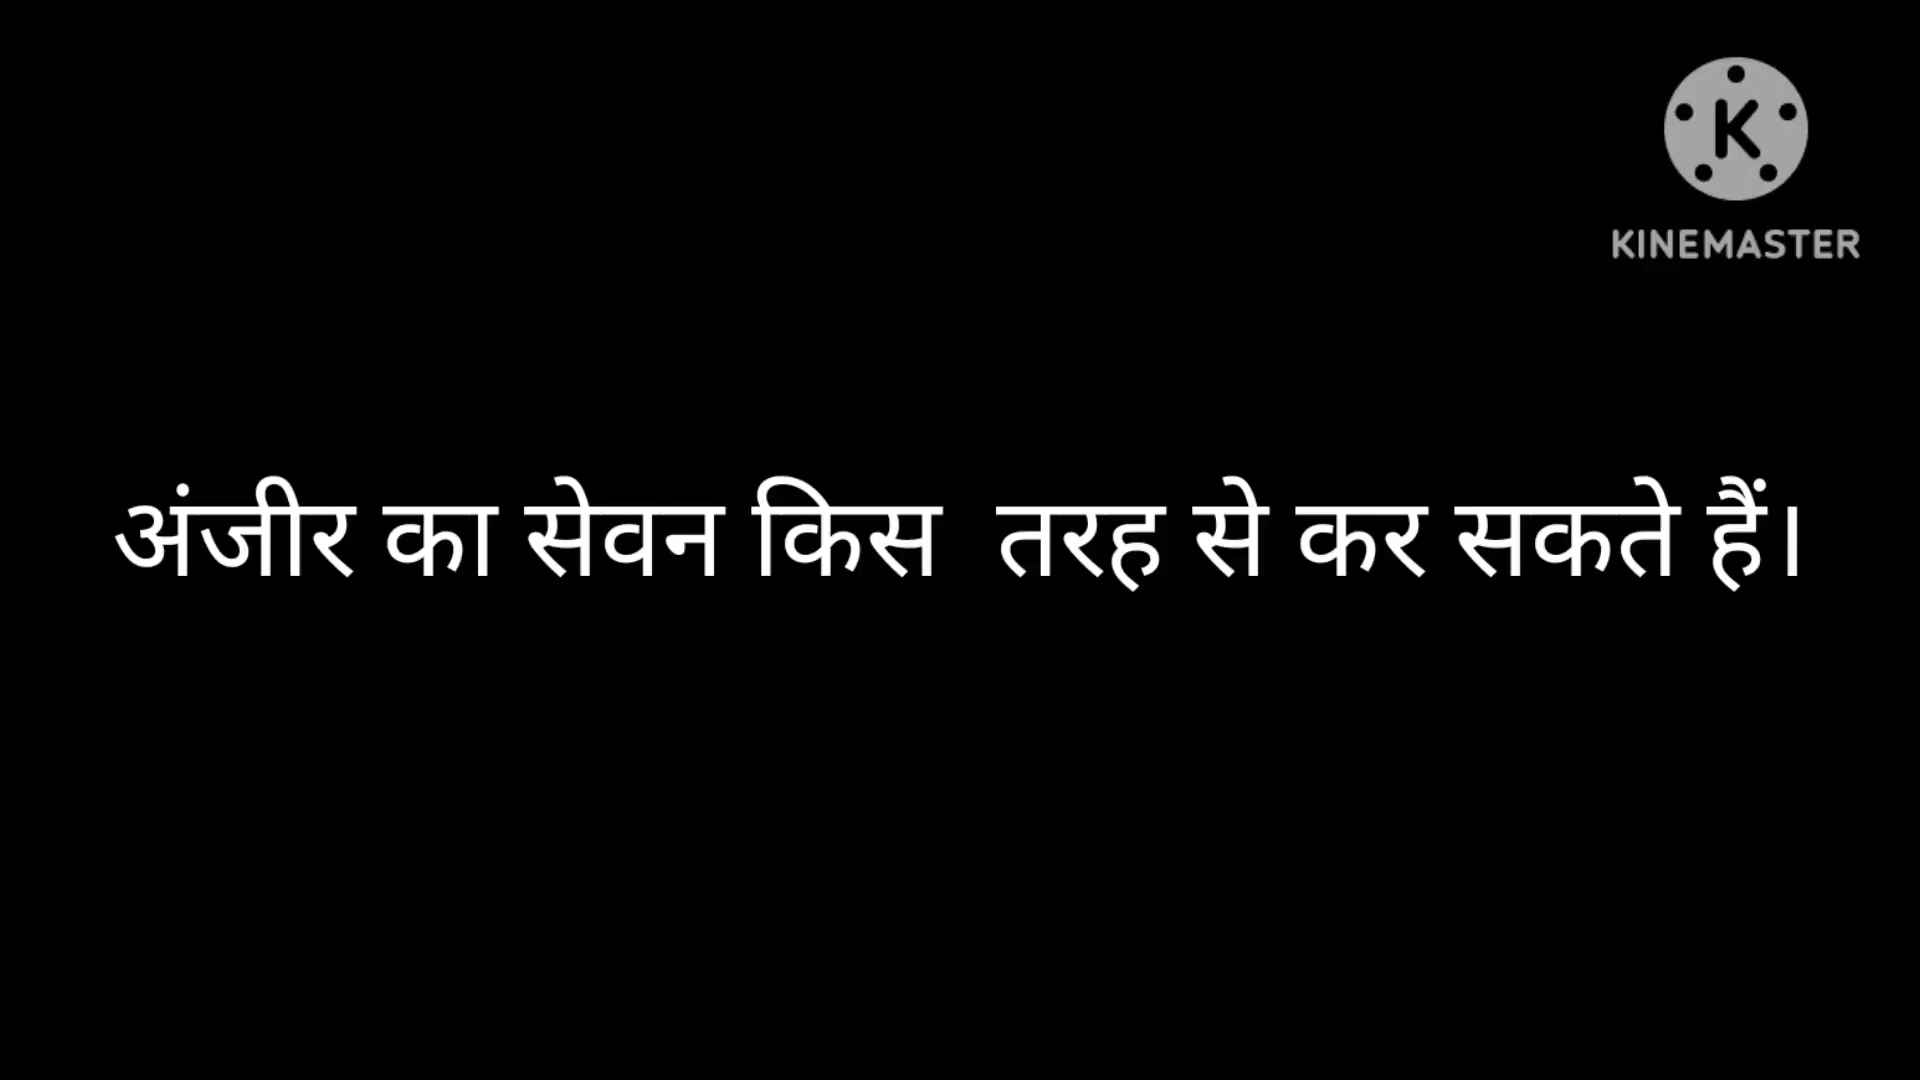 KINEMASTER
अंजीर का सेवन किस  तरह से कर सकते हैं।